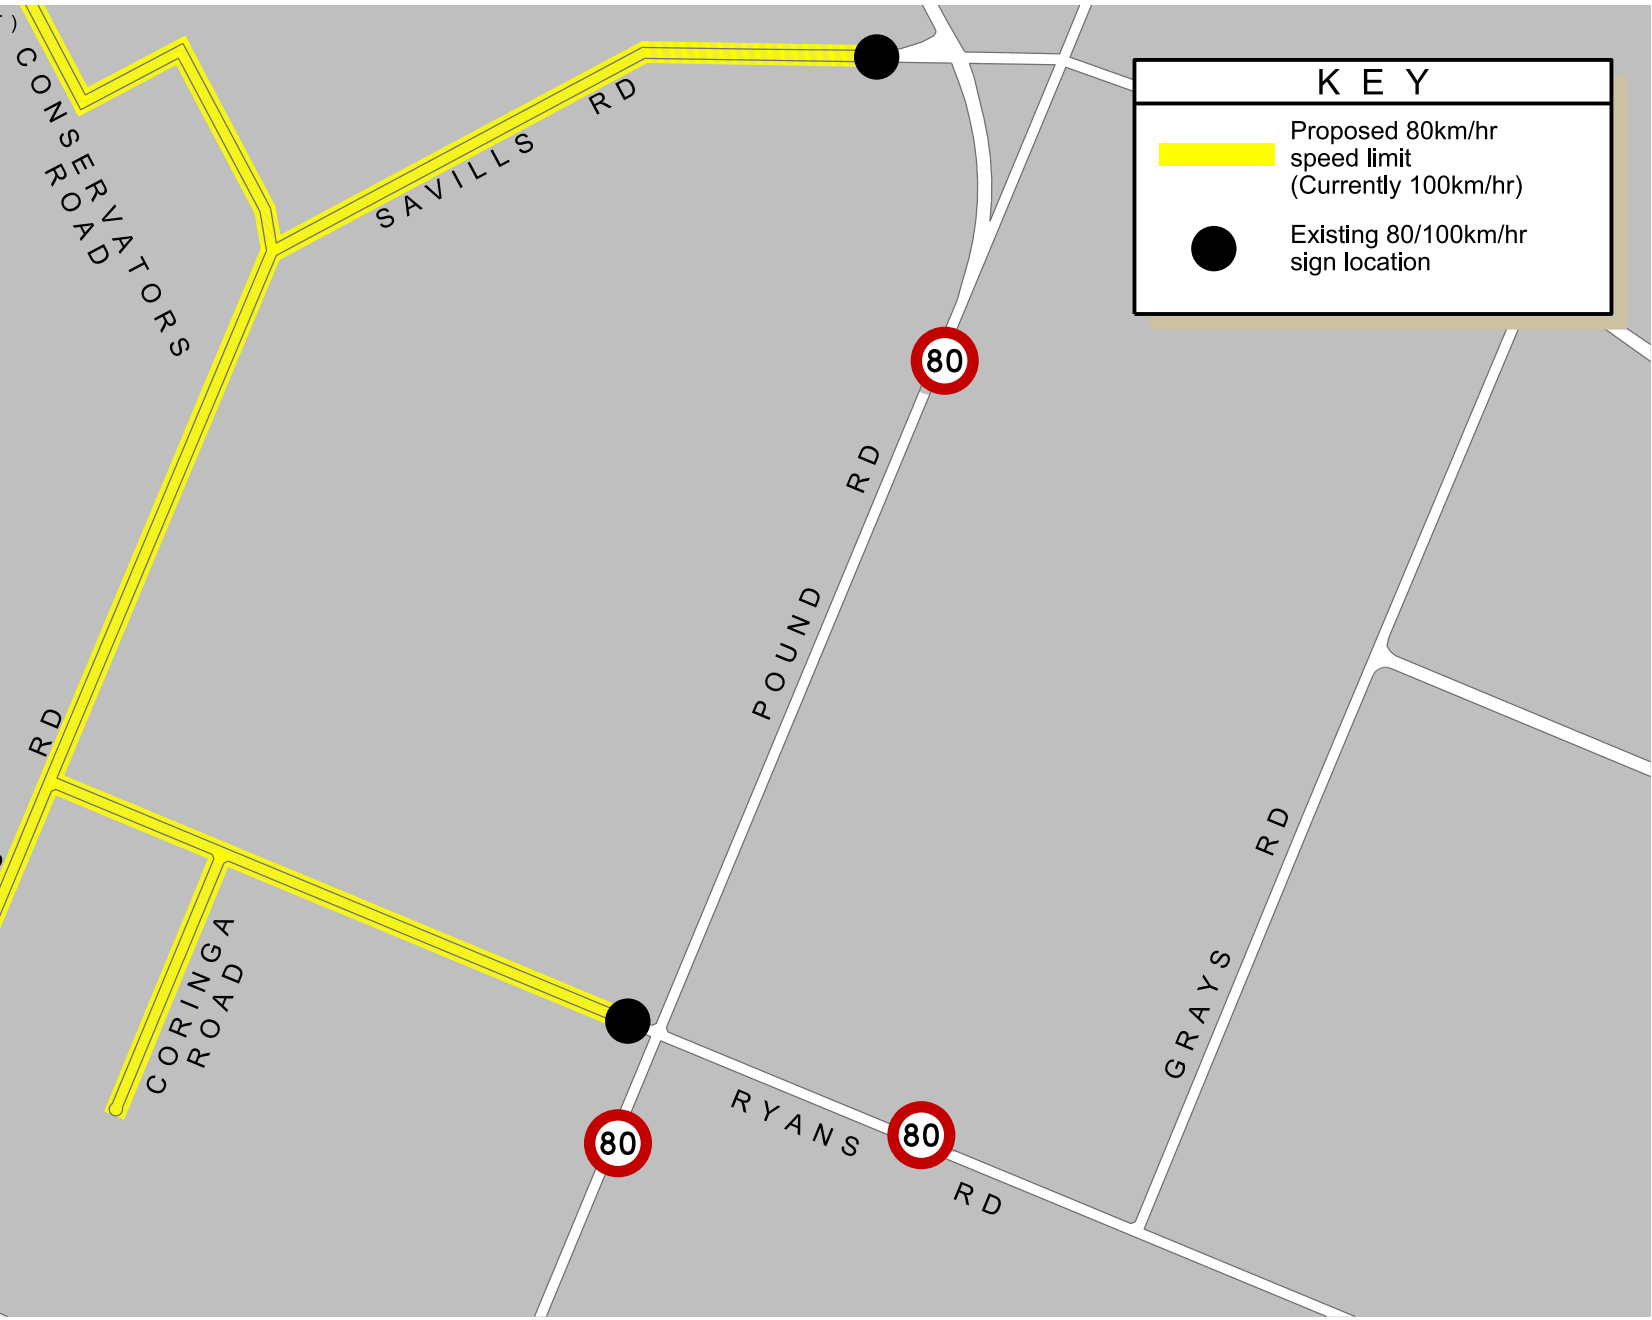 CONSERVATORS
ROAD
SAVILLS RD
KEY
Proposed 80km/hr
speed limit
(Currently 100km/hr)
Existing 80/100km/hr
sign location
80
POUND RD
RD
GRAYS RD
CORINGA
ROAD
80
RYANS RD
80